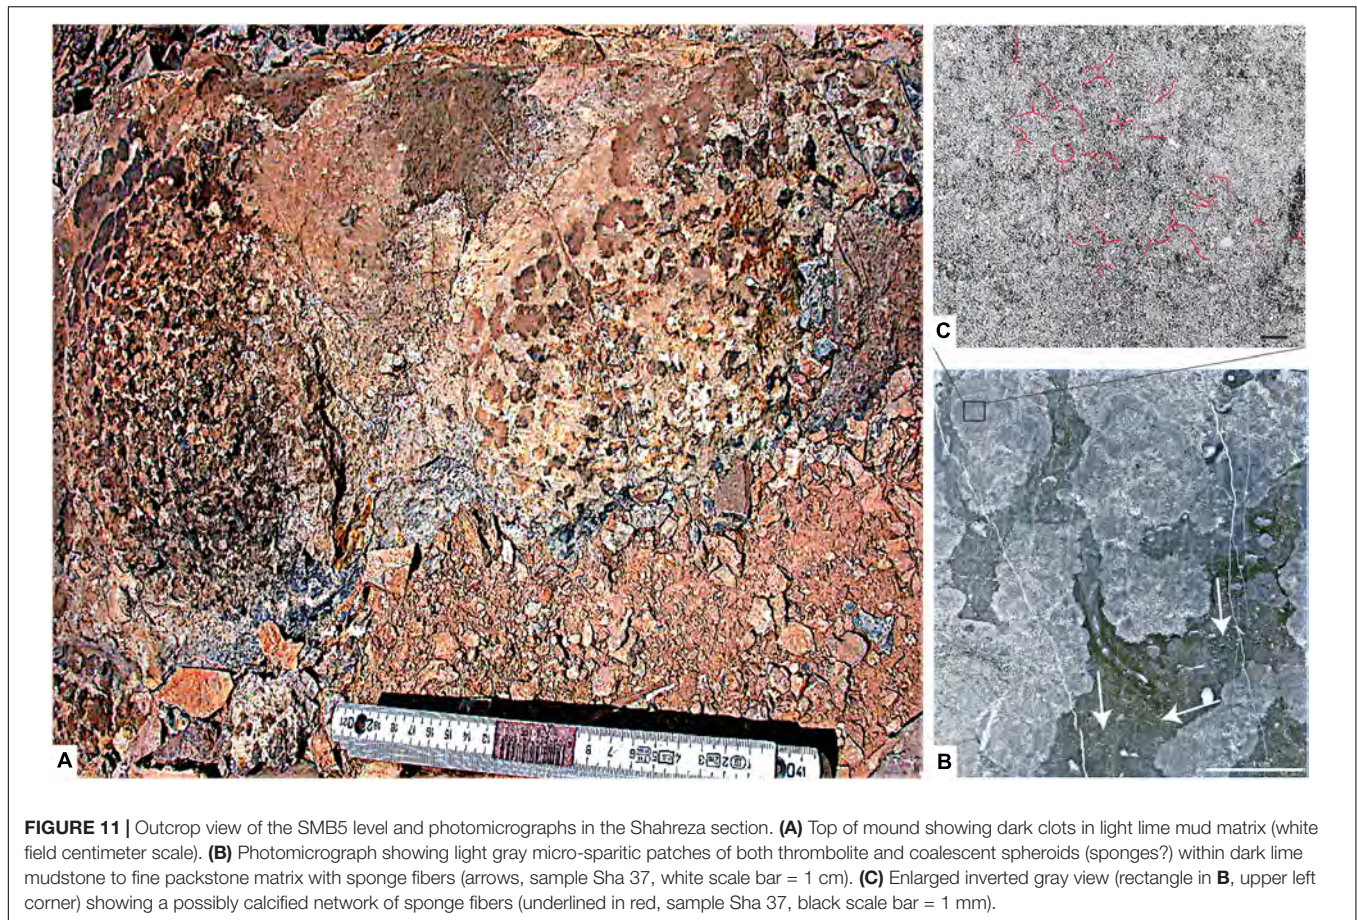 C
A
B
FIGURE 11 | Outcrop view of the SMB5 level and photomicrographs in the Shahreza section. (A) Top of mound showing dark clots in light lime mud matrix (white
field centimeter scale). (B) Photomicrograph showing light gray micro-sparitic patches of both thrombolite and coalescent spheroids (sponges?) within dark lime
mudstone to fine packstone matrix with sponge fibers (arrows, sample Sha 37, white scale bar = 1 cm). (C) Enlarged inverted gray view (rectangle in B, upper left
corner) showing a possibly calcified network of sponge fibers (underlined in red, sample Sha 37, black scale bar = 1 mm).